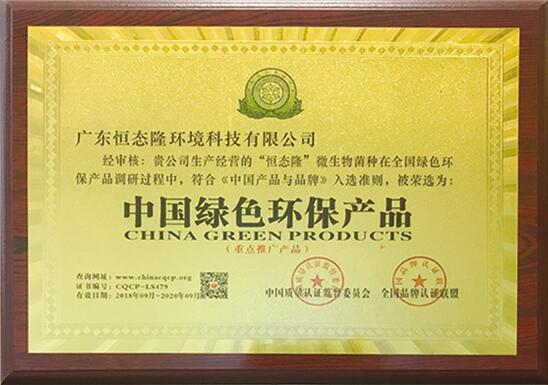 广东恒态隆环境科技有限公司
经审核：贵公司生产经营的“恒态隆”微生物菌种在全国绿色环
保产品调研过程中，符合《中国产品与品牌》入选准则，被荣选为：
中国绿色环保产品
CHINA GREEN PRODUCTS
（重点推广产品）
查询网址：www.chinacqcp.org
证书编号：CQCP-LS479
有效日期：2018年09月-2020年09月
中国质量认证监督委员会
全国品牌认证联盟